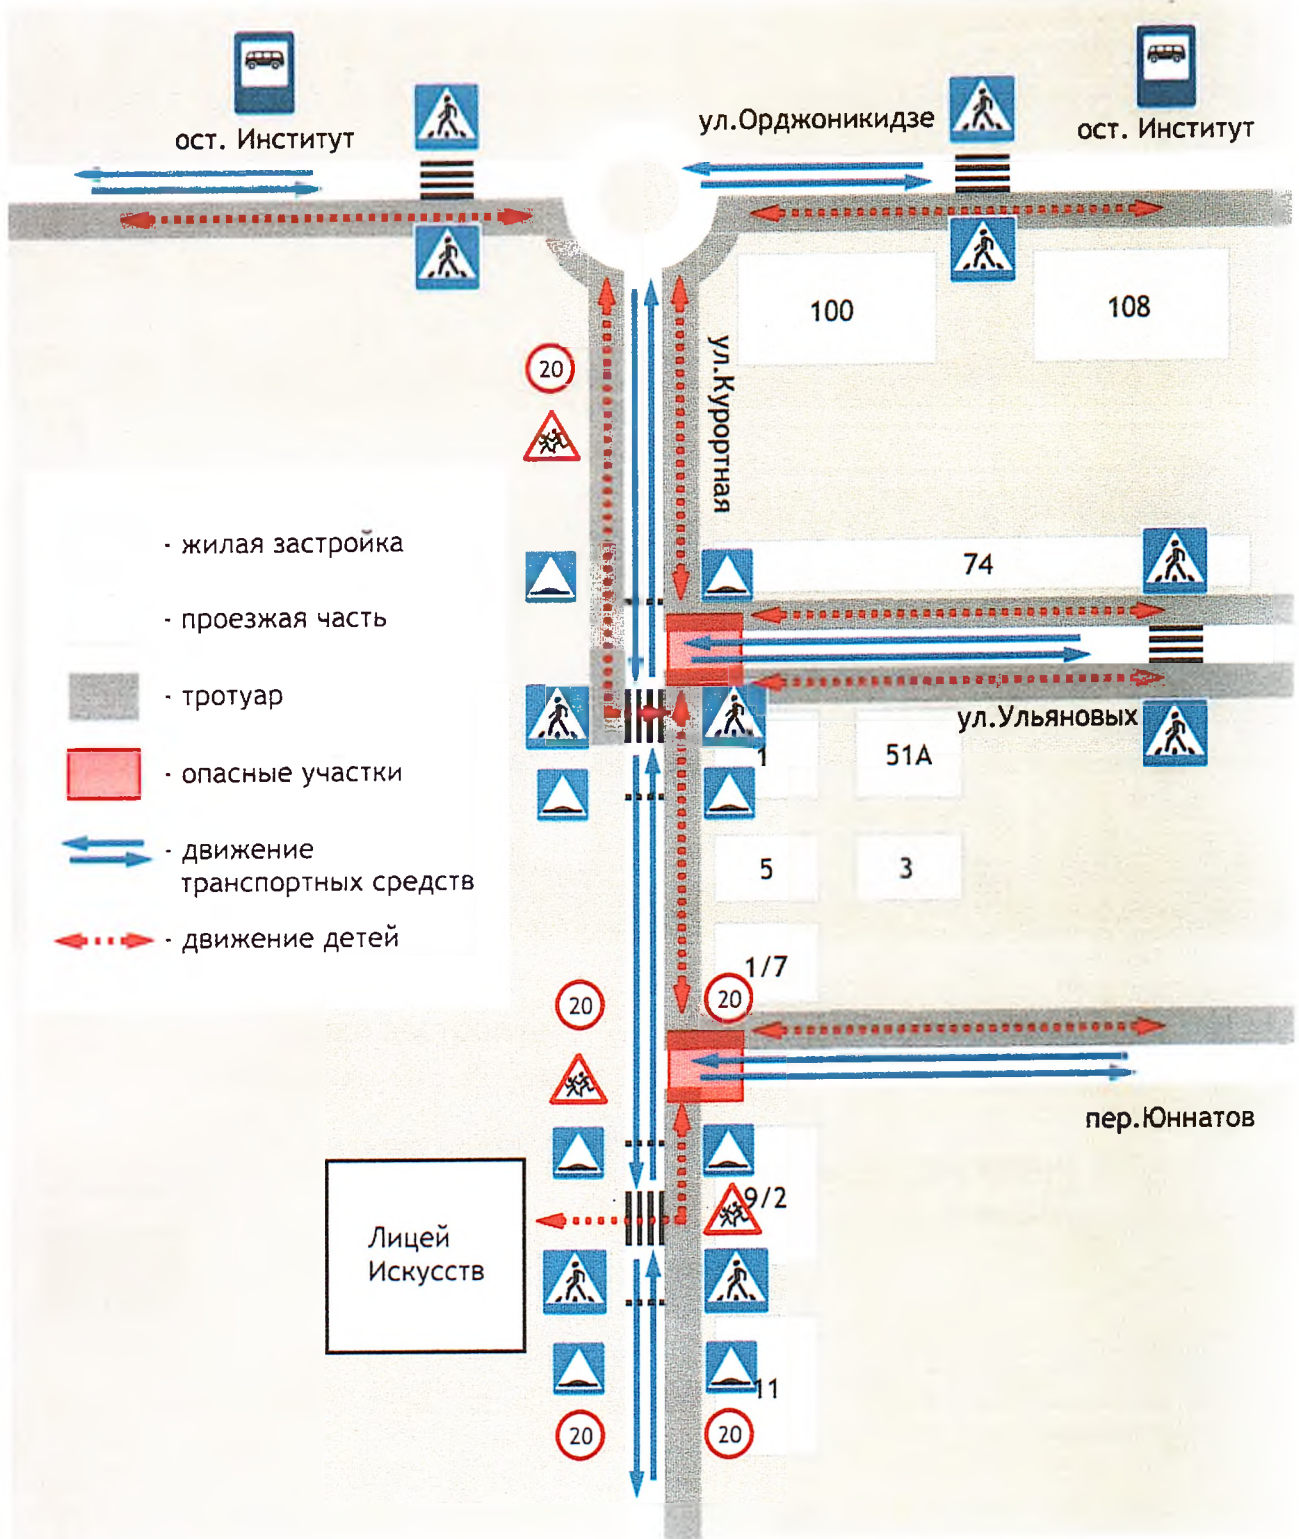 ост. Институт
ул.Орджоникидзе
ост. Институт
100
108
20
ул.Курортная
- жилая застройка
74
- проезжая часть
- тротуар
ул.Ульяновых
1
51А
- опасные участки
- движение
транспортных средств
5
3
- движение детей
1/7
20
20
пер.Юннатов
9/2
Лицей
Искусств
11
20
20